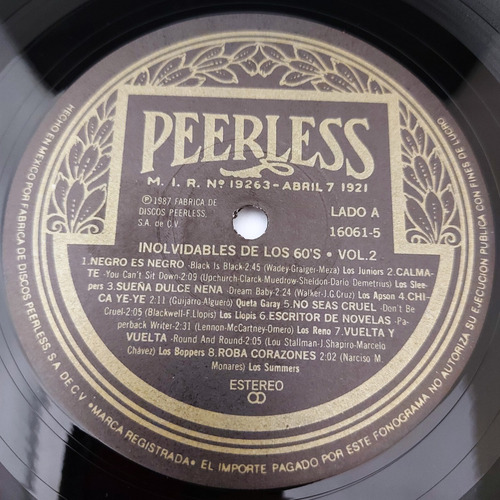 PEERLESS
M. I. R. Nº 19263-ABRIL 7 1921
Ⓟ1987 FABRICA DE
DISCOS PEERLESS,
S.A. de C V
LADO A
16061-5
INOLVIDABLES DE LOS 60'S • VOL. 2
1.NEGRO ES NEGRO -Black Is Black-2:45 (Wadey-Graiger-Meza) Los Juniors 2.CALMA-
TE -You Can't Sit Down-2:09 (Upchurch-Clarck-Muedrow-Sheldon-Dario Demetrius) Los Slee-
pers 3.SUEÑA DULCE NENA -Dream Baby-2:24 (Walker-J.G.Cruz) Los Apson 4.CHI-
CA YE-YE 2:11 (Guijarro-Alguero) Queta Garay 5.NO SEAS CRUEL -Don't Be
Cruel-2:05 (Blackwell-F.Llopis) Los Llopis 6.ESCRITOR DE NOVELAS -Pa-
perback Writer-2:31 (Lennon-McCartney-Omero) Los Reno 7.VUELTA Y
VUELTA -Round And Round-2:05 (Lou Stallman-J.Shapiro-Marcelo
Chávez) Los Boppers 8.ROBA CORAZONES 2:02 (Narciso M.
Monares) Los Summers
ESTEREO
HECHO EN MEXICO POR FABRICA DE DISCOS PEERLESS, S.A. DE C.V. • MARCA REGISTRADA • EL IMPORTE PAGADO POR ESTE FONOGRAMA NO AUTORIZA SU EJECUCION PUBLICA CON FINES DE LUCRO